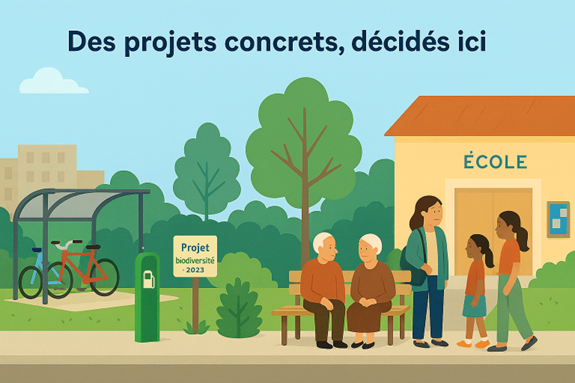 Des projets concrets, décidés ici
ÉCOLE
Projet
biodiversité
· 2023